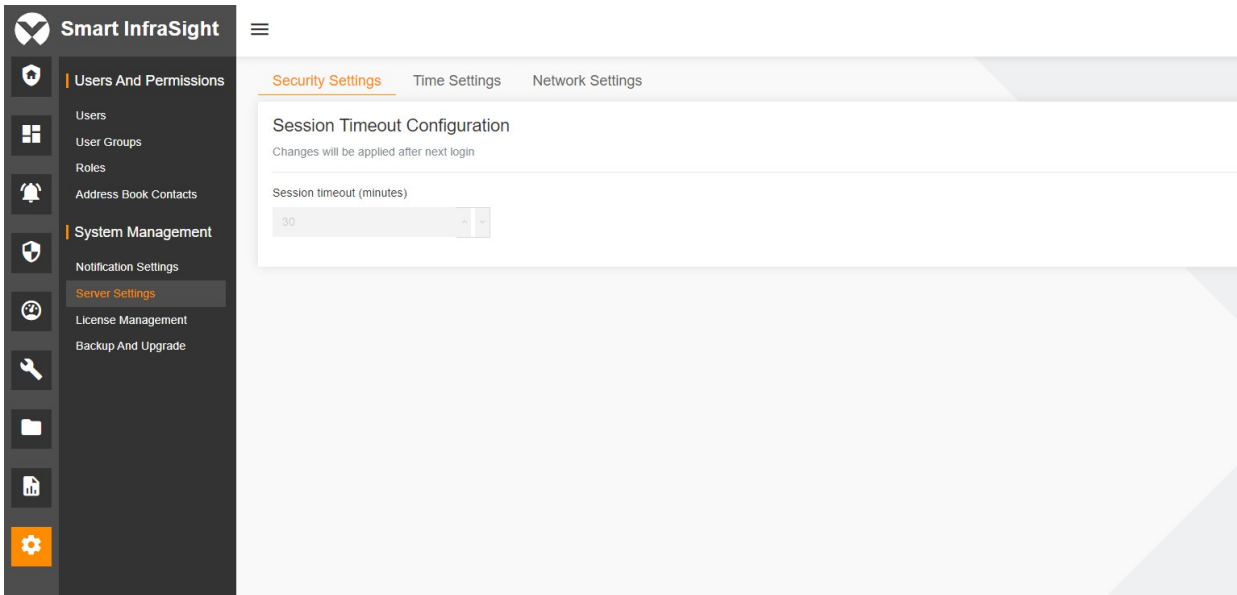 Smart InfraSight
Users And Permissions
Users
User Groups
Roles
Address Book Contacts
System Management
Notification Settings
Server Settings
License Management
Backup And Upgrade
Security Settings Time Settings Network Settings
Session Timeout Configuration
Changes will be applied after next login
Session timeout (minutes)
30